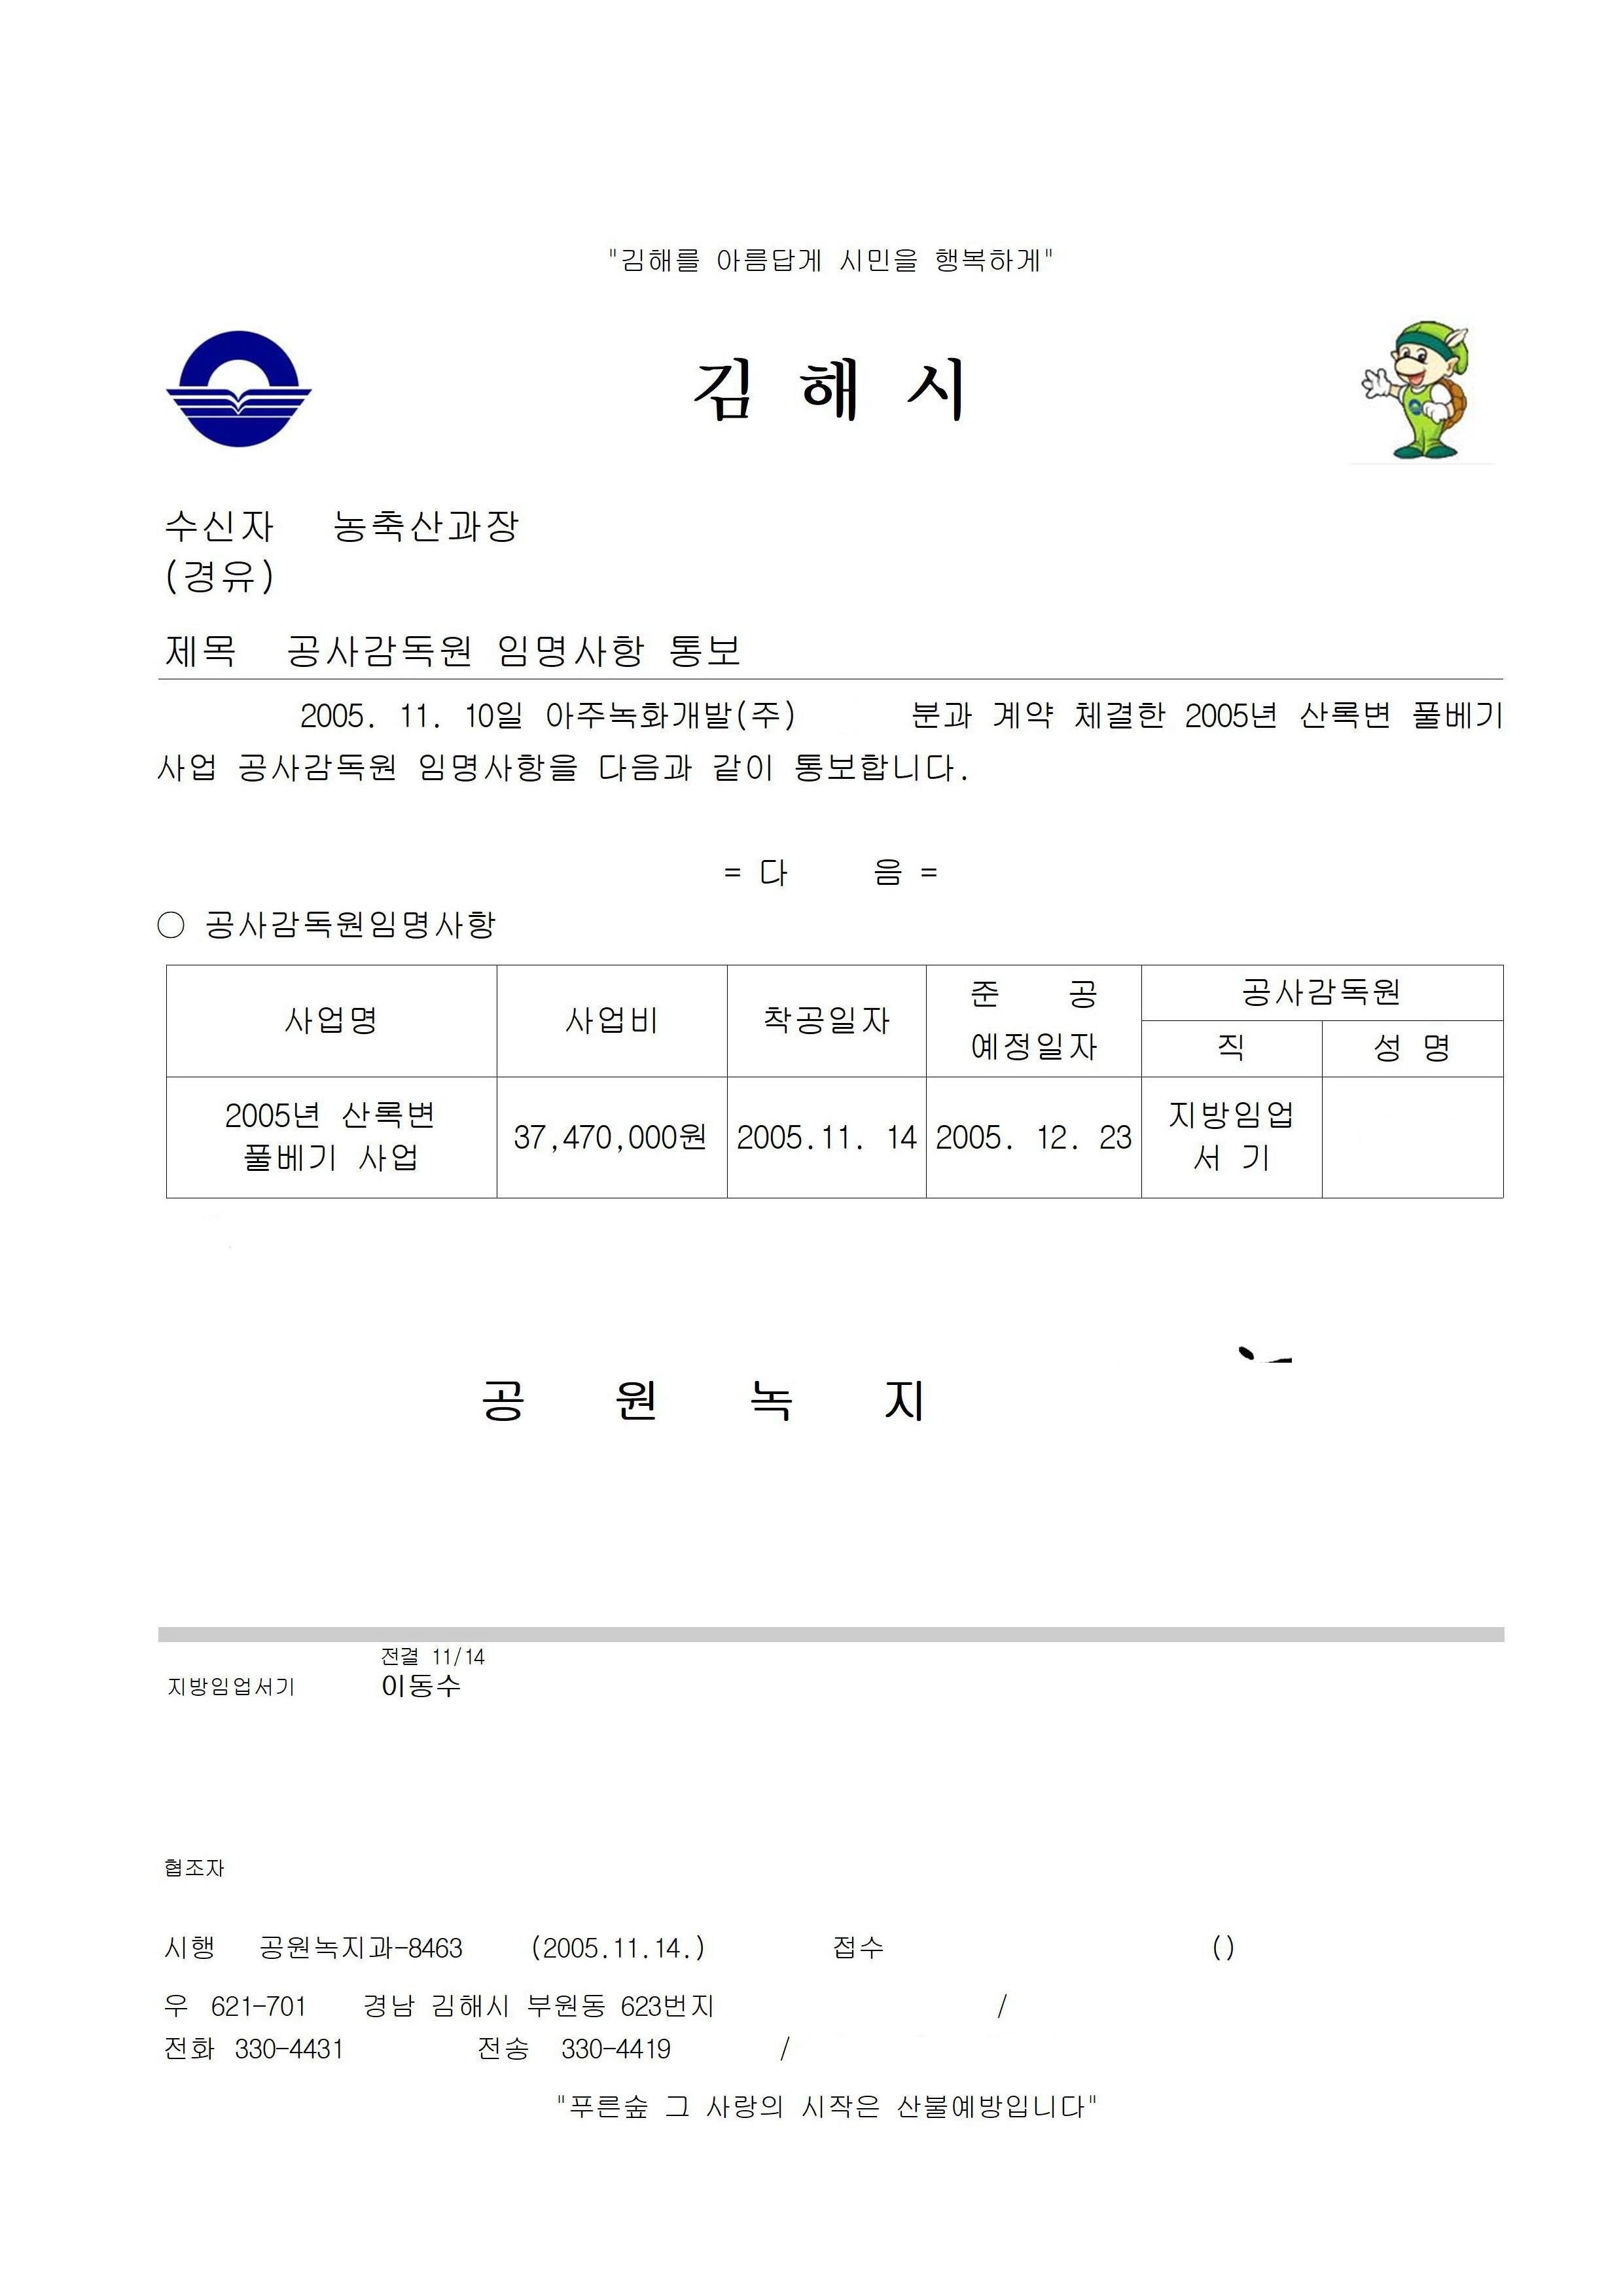 "김해를 아름답게 시민을 행복하게"
김 해 시
수신자 농축산과장
(경유)
제목 공사감독원 임명사항 통보
2005. 11. 10일 아주녹화개발(주) 분과 계약 체결한 2005년 산록변 풀베기
사업 공사감독원 임명사항을 다음과 같이 통보합니다.
= 다 음 =
○ 공사감독원임명사항
사업명 사업비 착공일자 준 공 예정일자 공사감독원
직 성 명
2005년 산록변 풀베기 사업 37,470,000원 2005.11. 14 2005. 12. 23 지방임업 서 기
공 원 녹 지
전결 11/14
지방임업서기 이동수
협조자
시행 공원녹지과-8463 (2005.11.14.) 접수 ()
우 621-701 경남 김해시 부원동 623번지 /
전화 330-4431 전송 330-4419 /
"푸른숲 그 사랑의 시작은 산불예방입니다"